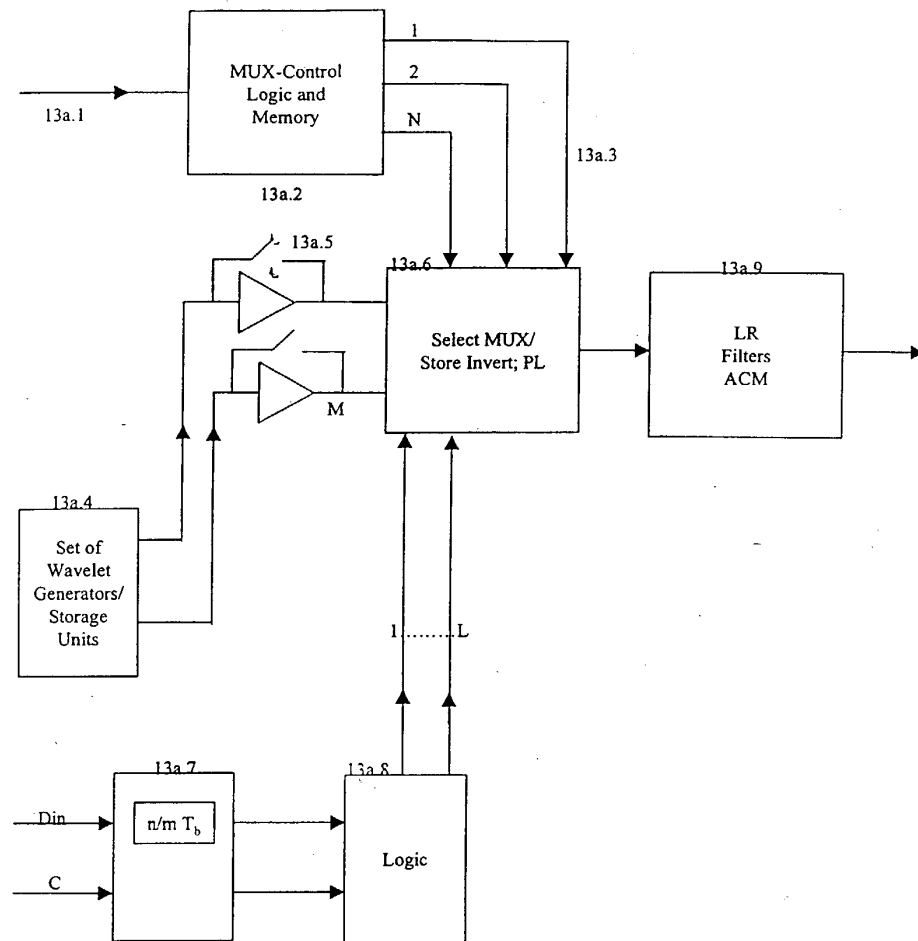 1
MUX-Control
Logic and
Memory
2
N
13a.1
13a.2
13a.3
13a.5
13a.6
13a.9
Select MUX/
Store Invert; PL
LR
Filters
ACM
M
13a.4
Set of
Wavelet
Generators/
Storage
Units
1 L
13a.7
13a.8
Din
n/m Tb
Logic
C